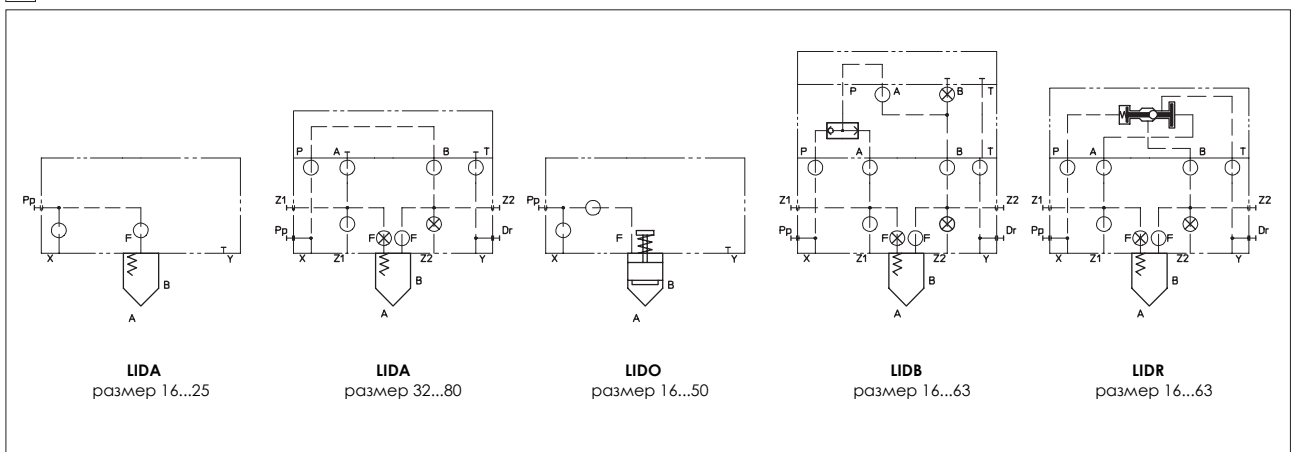 Pp
F
X
T
Y
B
A
LIDA
размер 16...25
P
A
B
T
Z1
Z2
Pp
F
F
Dr
X
Z1
Z2
Y
B
A
LIDA
размер 32...80
Pp
F
X
T
Y
B
A
LIDO
размер 16...50
P
A
B
T
P
A
B
T
Z1
Z2
Pp
F
F
Dr
X
Z1
Z2
Y
B
A
LIDB
размер 16...63
P
A
B
T
Z1
Z2
Pp
F
F
Dr
X
Z1
Z2
Y
B
A
LIDR
размер 16...63